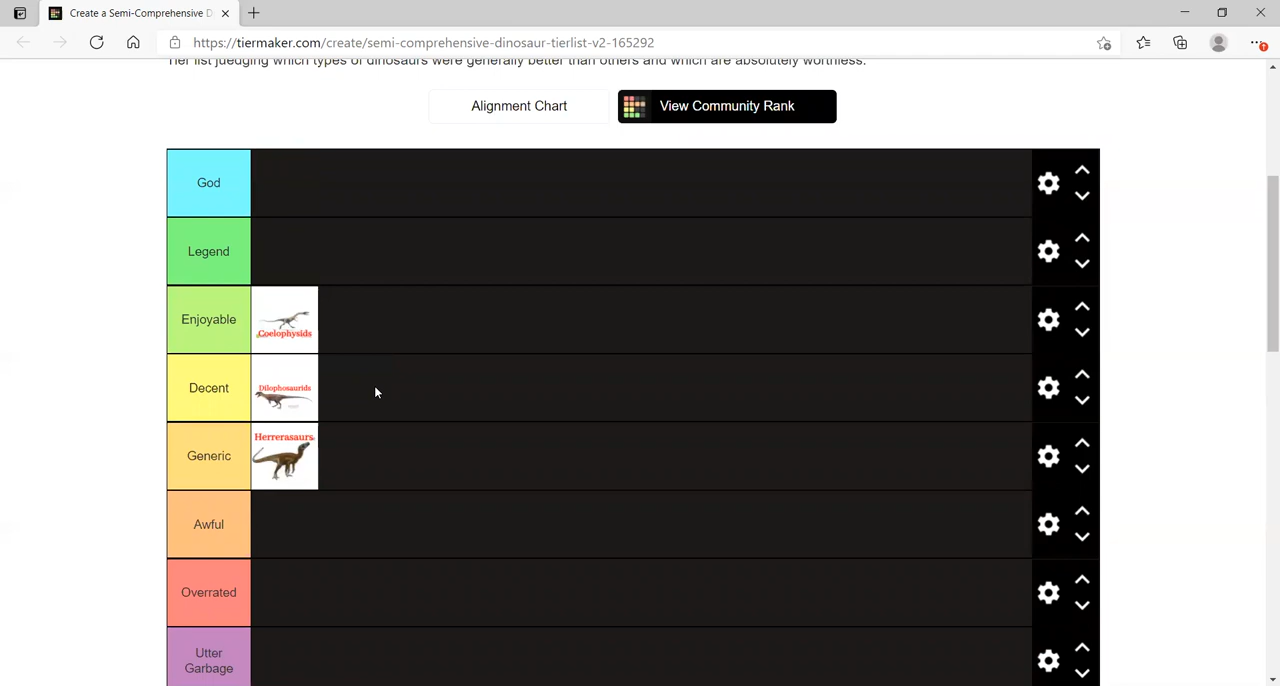 Create a Semi-Comprehensive D
https://tiermaker.com/create/semi-comprehensive-dinosaur-tierlist-v2-165292
Tier list juedging which types of dinosaurs were generally better than others and which are absolutely worthless.
Alignment Chart
View Community Rank
God
Legend
Enjoyable
Coelophysids
Decent
Dilophosaurids
Generic
Herrerasaurs
Awful
Overrated
Utter
Garbage